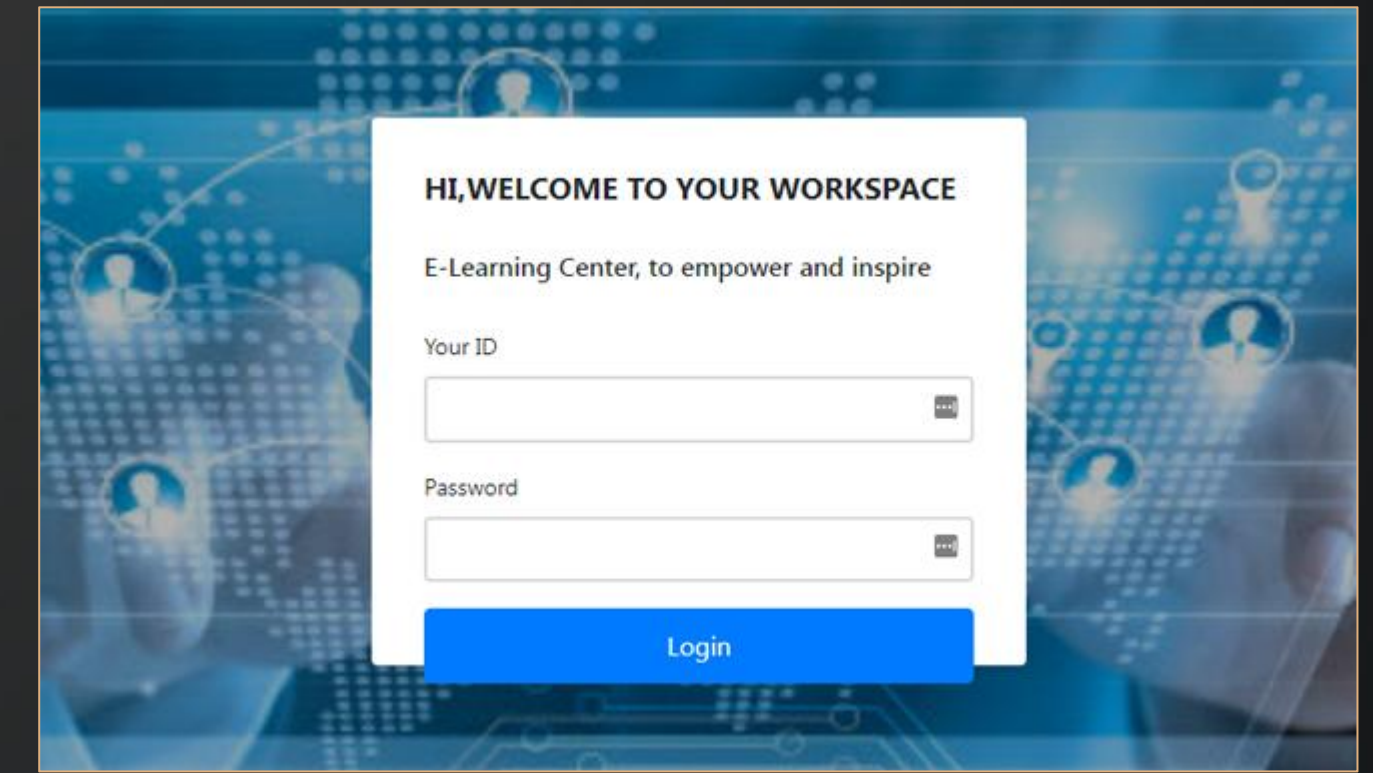 HI,WELCOME TO YOUR WORKSPACE
E-Learning Center, to empower and inspire
Your ID
Password
Login